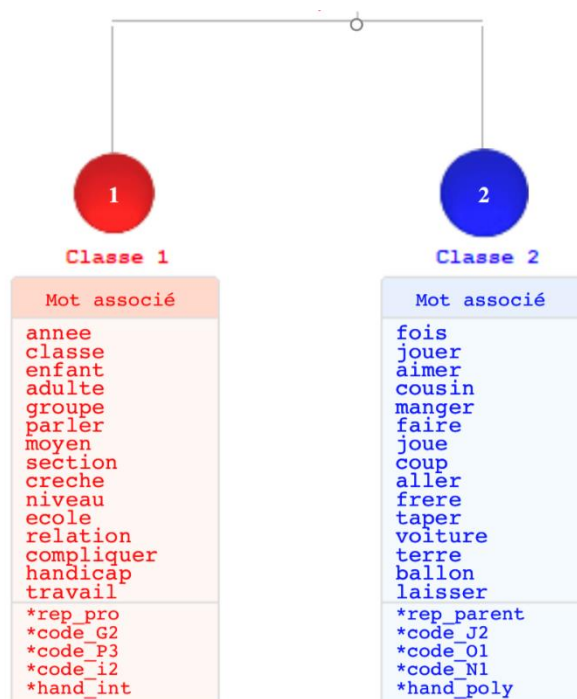 1
Classe 1
Mot associé
annee
classe
enfant
adulte
groupe
parler
moyen
section
creche
niveau
ecole
relation
compliquer
handicap
travail
*rep_pro
*code_G2
*code_P3
*code_i2
*hand_int
2
Classe 2
Mot associé
fois
jouer
aimer
cousin
manger
faire
joue
coup
aller
frere
taper
voiture
terre
ballon
laisser
*rep_parent
*code_J2
*code_O1
*code_N1
*hand_poly